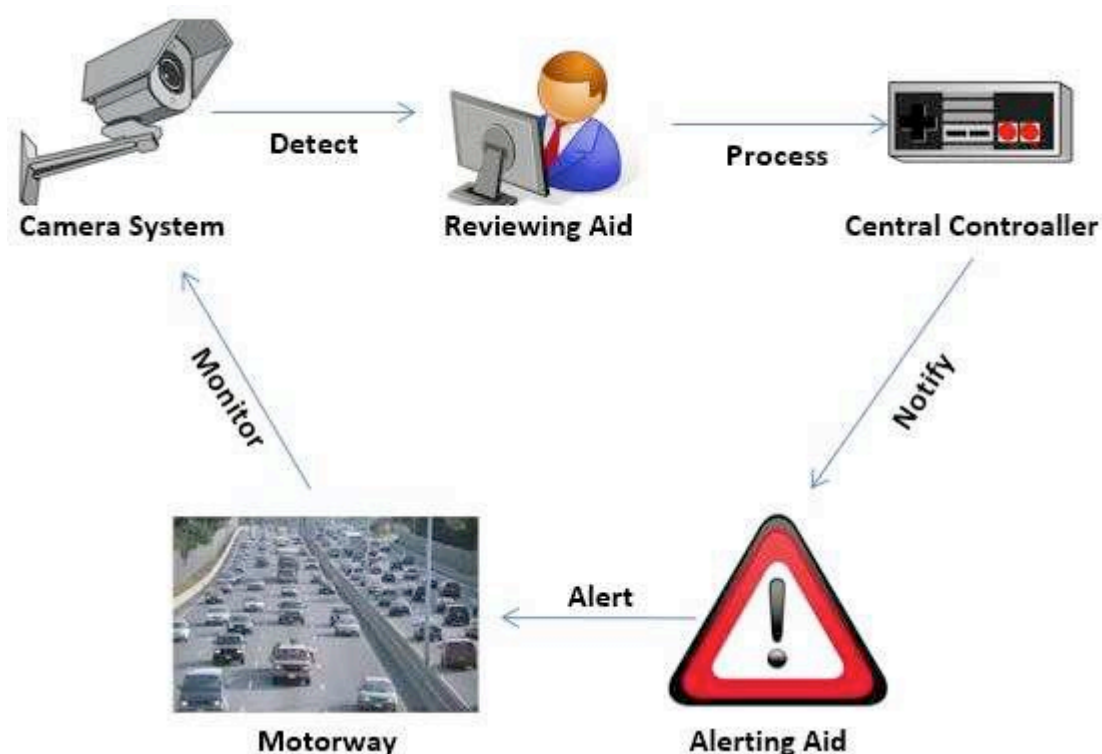 Detect
Process
Camera System
Reviewing Aid
Central Controaller
Monitor
Notify
Alert
Motorway
Alerting Aid